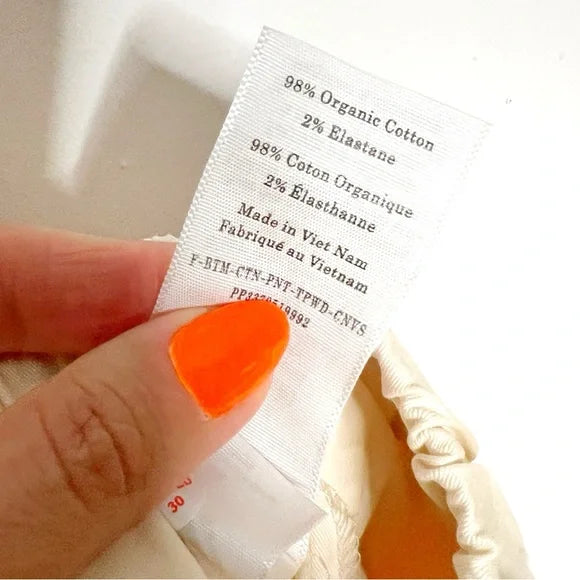 98% Organic Cotton
2% Elastane
98% Coton Organique
2% Élasthanne
Made in Viet Nam
Fabriqué au Vietnam
F-BTM-CTN-PNT-TPWD-CNVS
30